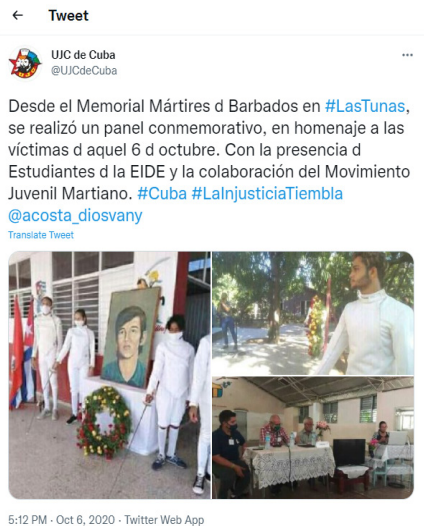 Tweet
UJC de Cuba
@UJCdeCuba
Desde el Memorial Mártires d Barbados en #LasTunas,
se realizó un panel conmemorativo, en homenaje a las
víctimas d aquel 6 d octubre. Con la presencia d
Estudiantes d la EIDE y la colaboración del Movimiento
Juvenil Martiano. #Cuba #LaInjusticiaTiembla
@acosta_diosvany
Translate Tweet
5:12 PM · Oct 6, 2020 · Twitter Web App